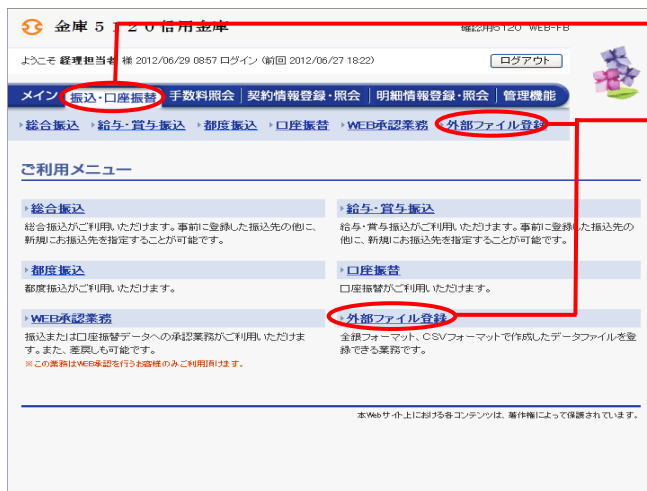 金庫５１２０信用金庫
確認用5120 WEB-FB
ようこそ 経理担当者 様 2012/06/29 0857 ログイン (前回 2012/06/27 1822)
ログアウト
メイン 振込・口座振替 手数料照会 契約情報登録・照会 明細情報登録・照会 管理機能
総合振込 給与・賞与振込 都度振込 口座振替 WEB承認業務 外部ファイル登録
ご利用メニュー
総合振込
総合振込がご利用いただけます。事前に登録した振込先の他に、
新規にお振込先を指定することが可能です。
給与・賞与振込
給与・賞与振込がご利用いただけます。事前に登録した振込先の
他に、新規にお振込先を指定することが可能です。
都度振込
都度振込がご利用いただけます。
口座振替
口座振替がご利用いただけます。
WEB承認業務
振込または口座振替データへの承認業務がご利用いただけま
す。また、差戻しも可能です。
※この業務はWEB承認を行うお客様のみご利用頂けます。
外部ファイル登録
全銀フォーマット、CSVフォーマットで作成したデータファイルを登
録できる業務です。
本Webサイト上における各コンテンツは、著作権によって保護されています。